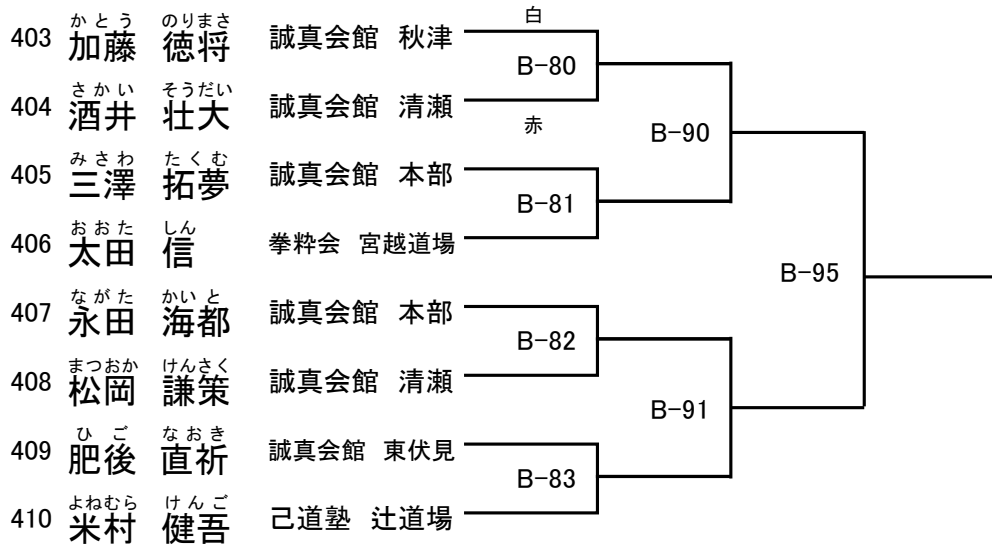 かとう のりまさ 白
403 加藤 徳将 誠真会館 秋津
B-80
さかい そうだい
404 酒井 壮大 誠真会館 清瀬
赤 B-90
みさわ たくむ
405 三澤 拓夢 誠真会館 本部
B-81
おおた しん
406 太田 信 拳粋会 宮越道場
B-95
ながた かいと
407 永田 海都 誠真会館 本部
B-82
まつおか けんさく
408 松岡 謙策 誠真会館 清瀬
B-91
ひご なおき
409 肥後 直祈 誠真会館 東伏見
B-83
よねむら けんご
410 米村 健吾 己道塾 辻道場